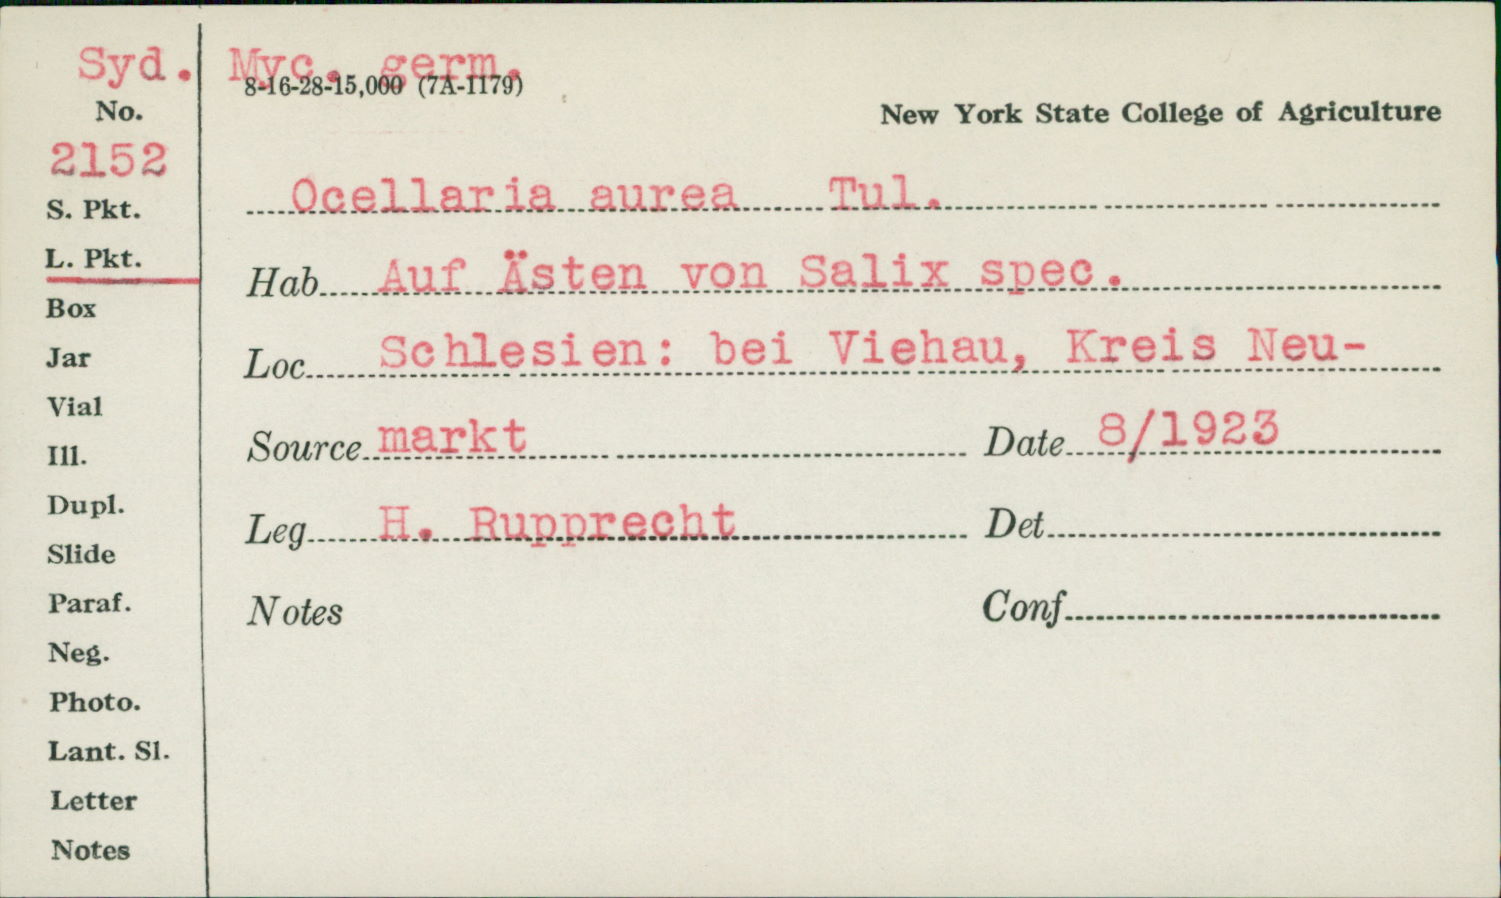 Syd. Myc. germ.
8-16-28-15,000 (7A-1179)
No.
New York State College of Agriculture
2152
Ocellaria aurea Tul.
S. Pkt.
L. Pkt.
Hab. Auf Ästen von Salix spec.
Box
Loc. Schlesien: bei Viehau, Kreis Neu-
Jar
Vial
Source markt Date 8/1923
Ill.
Dupl.
Leg. H. Rupprecht Det.
Slide
Paraf.
Notes Conf.
Neg.
Photo.
Lant. Sl.
Letter
Notes